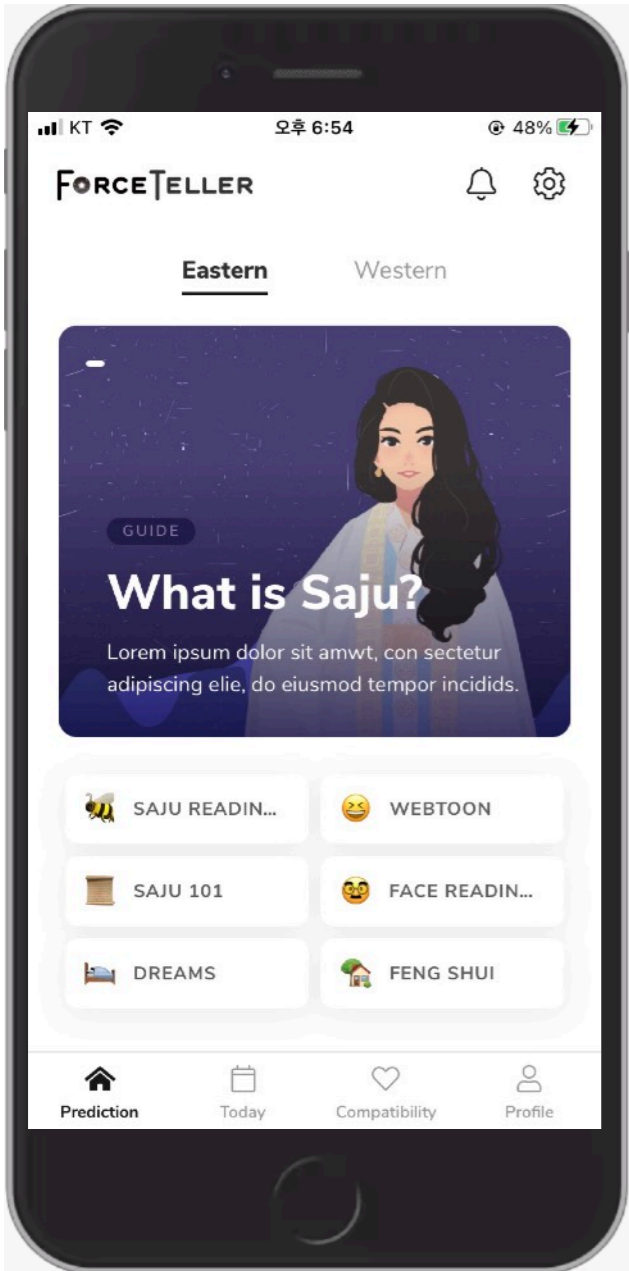 KT 오후 6:54 48%
FORCETELLER
Eastern Western
GUIDE
What is Saju?
Lorem ipsum dolor sit amwt, con sectetur
adipiscing elie, do eiusmod tempor incidids.
SAJU READIN... WEBTOON
SAJU 101 FACE READIN...
DREAMS FENG SHUI
Prediction Today Compatibility Profile